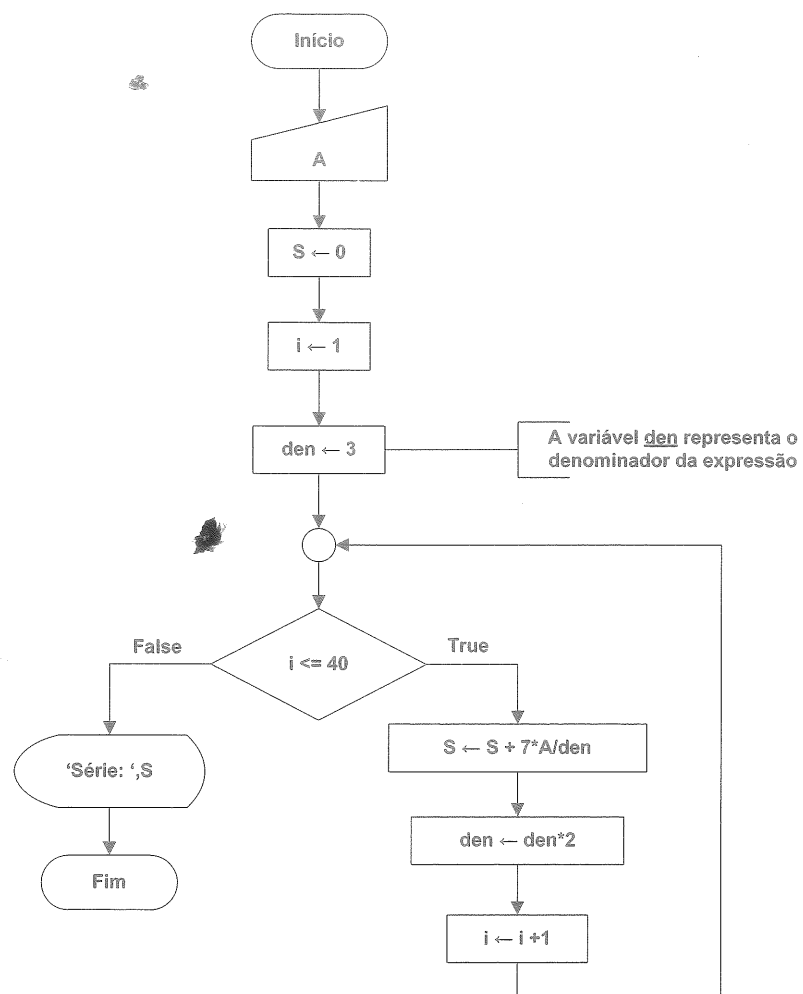 Início
A
S ← 0
i ← 1
den ← 3
A variável den representa o
denominador da expressão
False
i <= 40
True
S ← S + 7*A/den
'Série: ',S
den ← den*2
Fim
i ← i +1